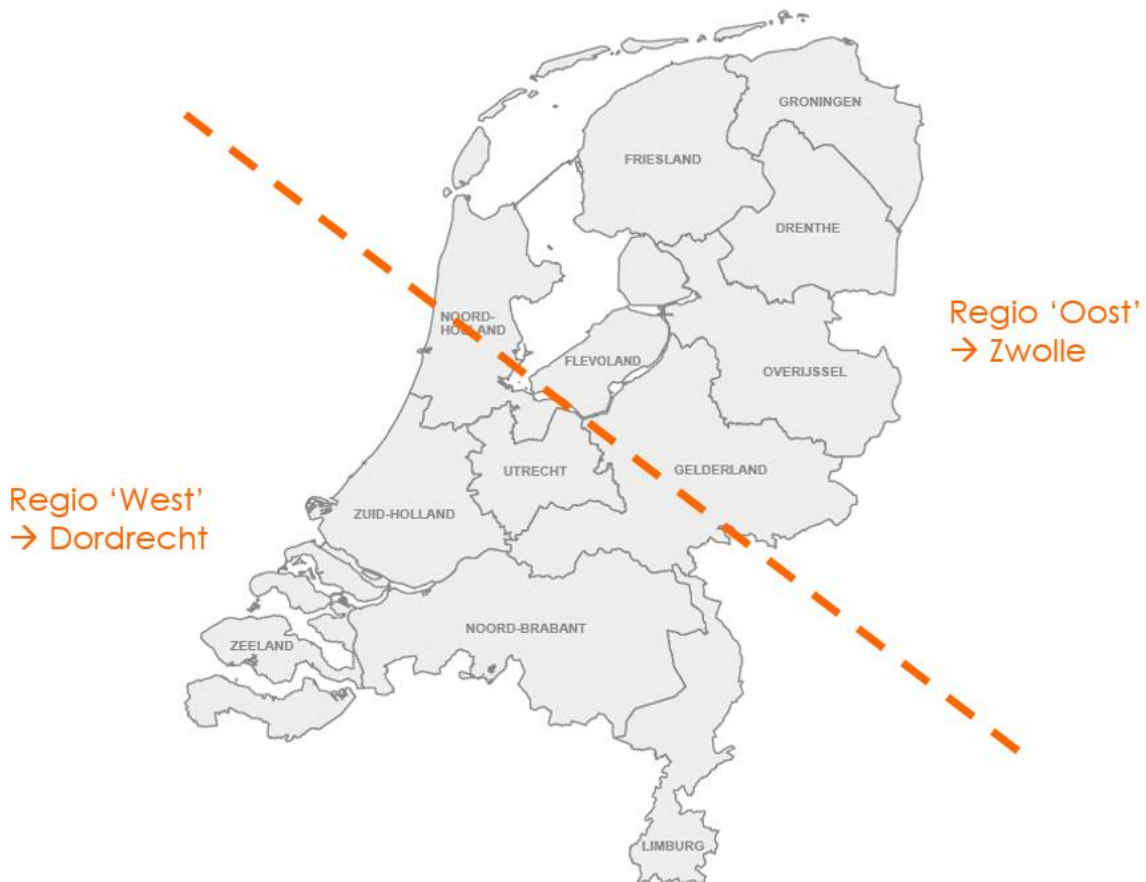 GRONINGEN
FRIESLAND
DRENTHE
NOORD-
HOLLAND
Regio ‘Oost’
→ Zwolle
FLEVOLAND
OVERIJSSEL
UTRECHT
GELDERLAND
Regio ‘West’
→ Dordrecht
ZUID-HOLLAND
NOORD-BRABANT
ZEELAND
LIMBURG